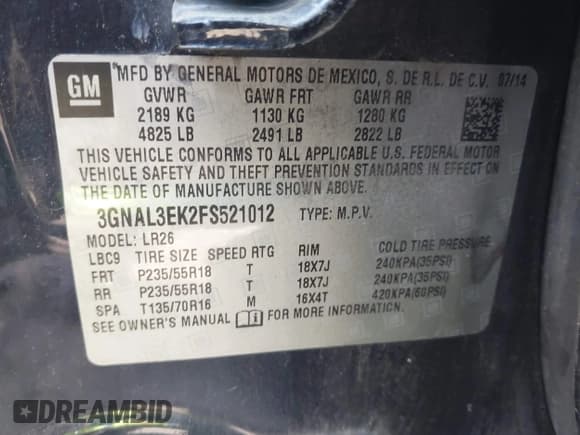 GM
MFD BY GENERAL MOTORS DE MEXICO, S. DE R.L. DE C.V. 07/14
GVWR GAWR FRT GAWR RR
2189 KG 1130 KG 1280 KG
4825 LB 2491 LB 2822 LB
THIS VEHICLE CONFORMS TO ALL APPLICABLE U.S. FEDERAL MOTOR
VEHICLE SAFETY AND THEFT PREVENTION STANDARDS IN EFFECT ON THE
DATE OF MANUFACTURE SHOWN ABOVE.
3GNAL3EK2FS521012 TYPE: M.P.V.
MODEL: LR26
LBC9 TIRE SIZE SPEED RTG RIM COLD TIRE PRESSURE
FRT P235/55R18 T 18X7J 240KPA(35PSI)
RR P235/55R18 T 18X7J 240KPA(35PSI)
SPA T135/70R16 M 16X4T 420KPA(60PSI)
SEE OWNER'S MANUAL i FOR MORE INFORMATION.
DREAMBID